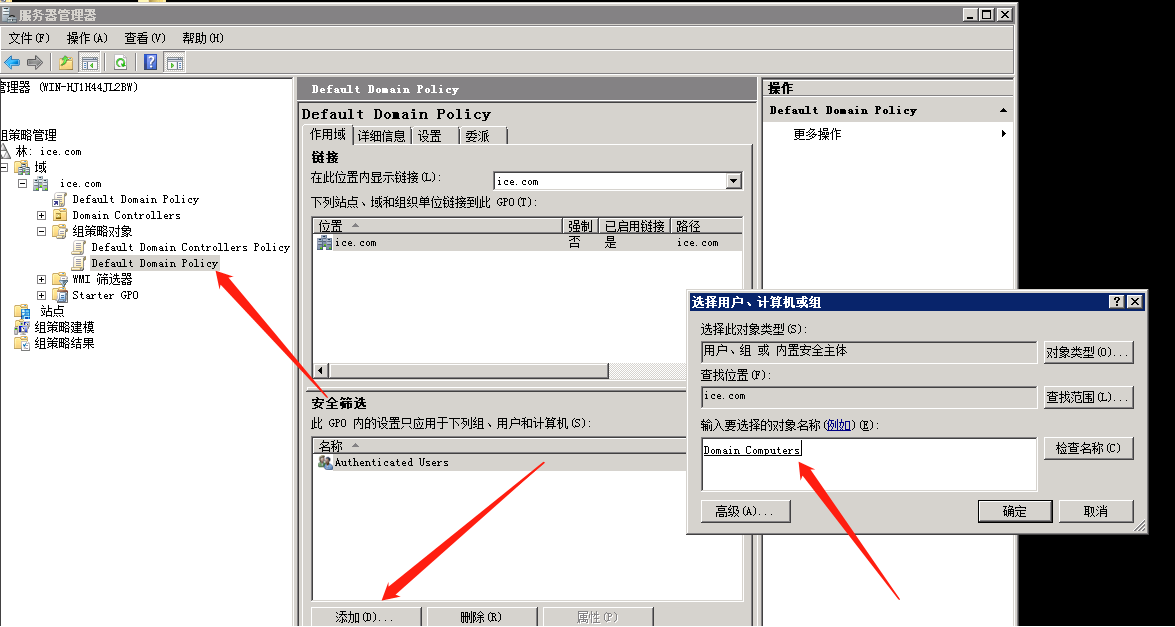 服务器管理器
文件(F) 操作(A) 查看(V) 帮助(H)
管理器 (WIN-HJ1H44JL2BW)
组策略管理
林: ice.com
域
ice.com
Default Domain Policy
Domain Controllers
组策略对象
Default Domain Controllers Policy
Default Domain Policy
WMI 筛选器
Starter GPO
站点
组策略建模
组策略结果
Default Domain Policy
Default Domain Policy
作用域 详细信息 设置 委派
链接
在此位置内显示链接(L): ice.com
下列站点、域和组织单位链接到此 GPO(T):
位置 强制 已启用链接 路径
ice.com 否 是 ice.com
安全筛选
此 GPO 内的设置只应用于下列组、用户和计算机(S):
名称
Authenticated Users
添加(D)... 删除(R) 属性(P)
操作
Default Domain Policy
更多操作
选择用户、计算机或组
选择此对象类型(S):
用户、组 或 内置安全主体 对象类型(O)...
查找位置(F):
ice.com 查找范围(L)...
输入要选择的对象名称(例如)(E):
Domain Computers 检查名称(C)
高级(A)... 确定 取消